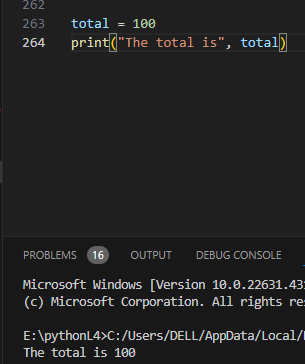 262
263 total = 100
264 print("The total is", total)
PROBLEMS 16 OUTPUT DEBUG CONSOLE
Microsoft Windows [Version 10.0.22631.43
(c) Microsoft Corporation. All rights res
E:\pythonL4>C:/Users/DELL/AppData/Local/
The total is 100